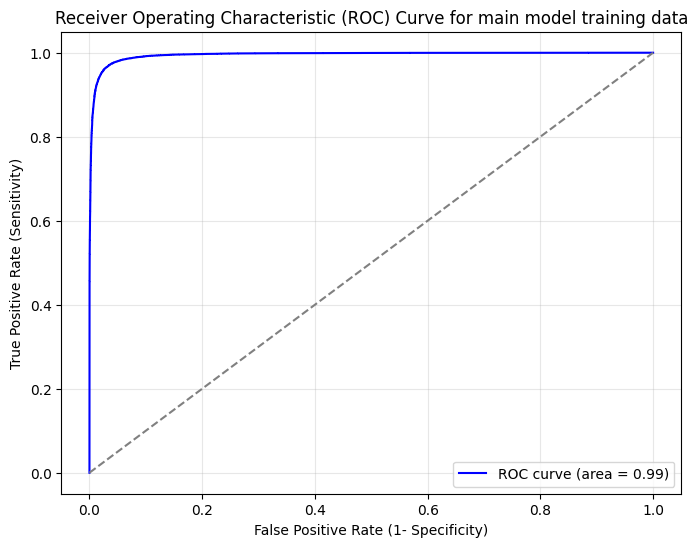 Receiver Operating Characteristic (ROC) Curve for main model training data
1.0
0.8
0.6
0.4
0.2
0.0
True Positive Rate (Sensitivity)
0.0 0.2 0.4 0.6 0.8 1.0
False Positive Rate (1- Specificity)
ROC curve (area = 0.99)